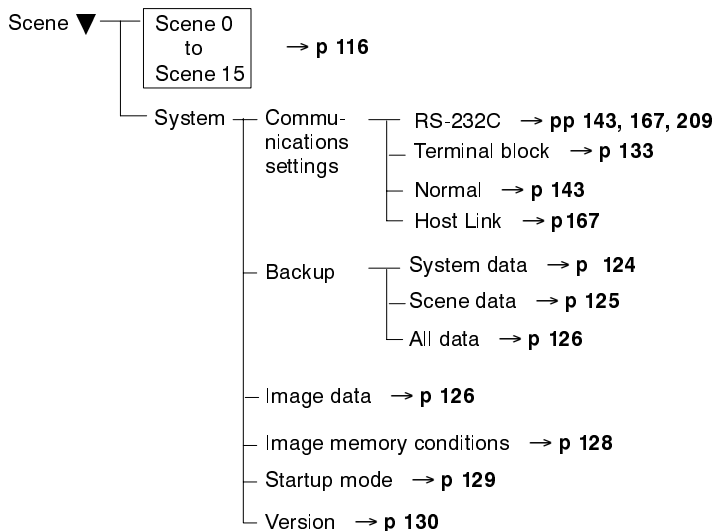 Scene ▼
Scene 0
to
Scene 15
→ p 116
System
Commu-
nications
settings
RS-232C → pp 143, 167, 209
Terminal block → p 133
Normal → p 143
Host Link → p167
Backup
System data → p 124
Scene data → p 125
All data → p 126
Image data → p 126
Image memory conditions → p 128
Startup mode → p 129
Version → p 130